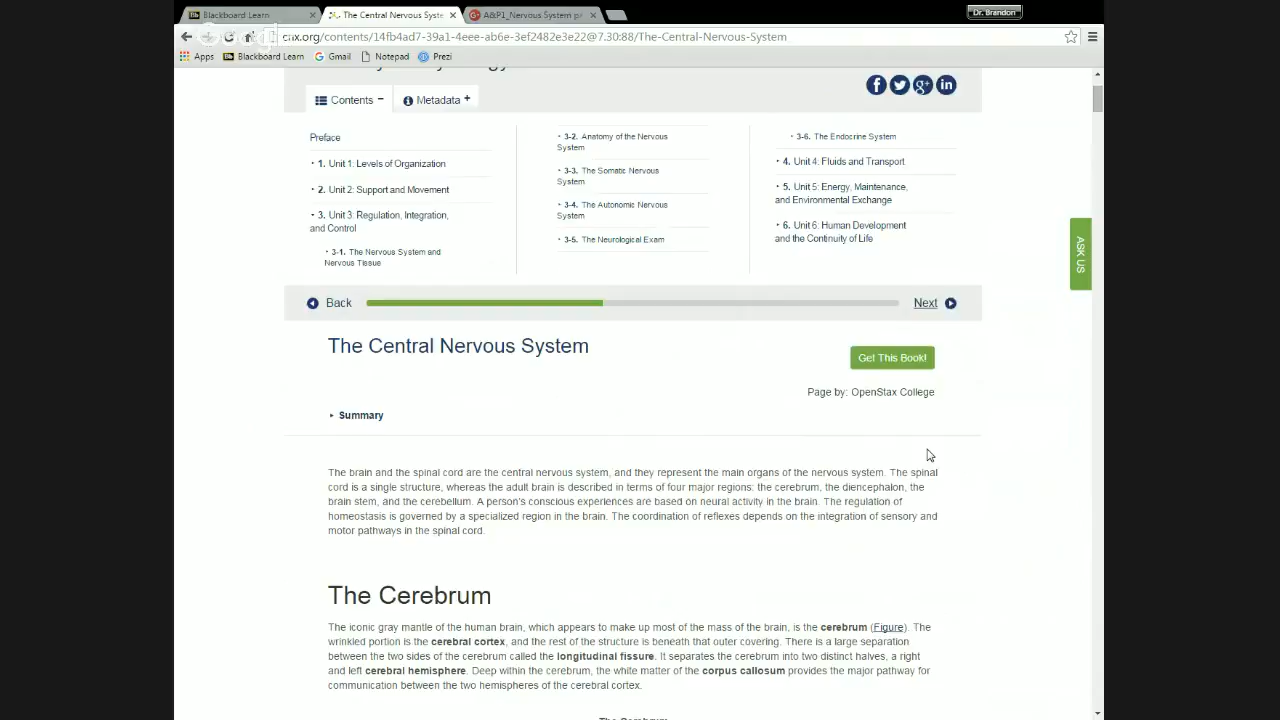 Blackboard Learn
The Central Nervous Syste
A&P1_Nervous System p
Dr. Brandon
.org/contents/14fb4ad7-39a1-4eee-ab6e-3ef2482e3e22@7.30:88/The-Central-Nervous-System
Apps Blackboard Learn Gmail Notepad Prezi
Contents −
Metadata +
Preface
1. Unit 1: Levels of Organization
2. Unit 2: Support and Movement
3. Unit 3: Regulation, Integration,
and Control
3-1. The Nervous System and
Nervous Tissue
3-2. Anatomy of the Nervous
System
3-3. The Somatic Nervous
System
3-4. The Autonomic Nervous
System
3-5. The Neurological Exam
3-6. The Endocrine System
4. Unit 4: Fluids and Transport
5. Unit 5: Energy, Maintenance,
and Environmental Exchange
6. Unit 6: Human Development
and the Continuity of Life
ASK US
Back
Next
The Central Nervous System
Get This Book!
Page by: OpenStax College
Summary
The brain and the spinal cord are the central nervous system, and they represent the main organs of the nervous system. The spinal
cord is a single structure, whereas the adult brain is described in terms of four major regions: the cerebrum, the diencephalon, the
brain stem, and the cerebellum. A person's conscious experiences are based on neural activity in the brain. The regulation of
homeostasis is governed by a specialized region in the brain. The coordination of reflexes depends on the integration of sensory and
motor pathways in the spinal cord.
The Cerebrum
The iconic gray mantle of the human brain, which appears to make up most of the mass of the brain, is the cerebrum (Figure). The
wrinkled portion is the cerebral cortex, and the rest of the structure is beneath that outer covering. There is a large separation
between the two sides of the cerebrum called the longitudinal fissure. It separates the cerebrum into two distinct halves, a right
and left cerebral hemisphere. Deep within the cerebrum, the white matter of the corpus callosum provides the major pathway for
communication between the two hemispheres of the cerebral cortex.
The Cerebrum